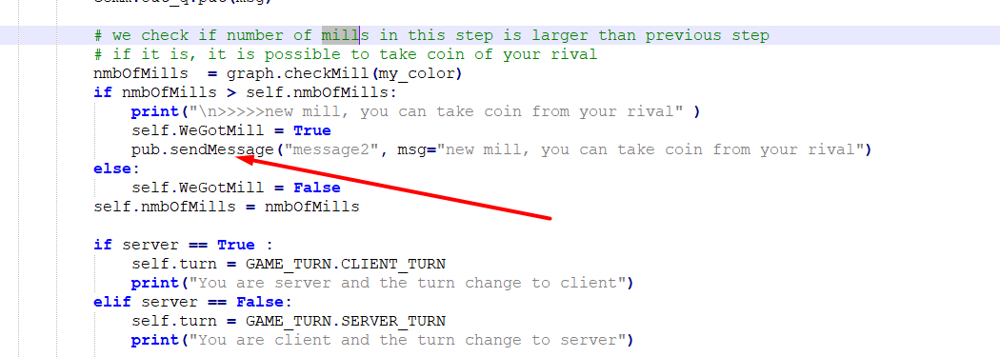 comm.out_q.put(msg)
# we check if number of mills in this step is larger than previous step
# if it is, it is possible to take coin of your rival
nmbOfMills  = graph.checkMill(my_color)
if nmbOfMills > self.nmbOfMills:
print("\n>>>>>new mill, you can take coin from your rival" )
self.WeGotMill = True
pub.sendMessage("message2", msg="new mill, you can take coin from your rival")
else:
self.WeGotMill = False
self.nmbOfMills = nmbOfMills
if server == True :
self.turn = GAME_TURN.CLIENT_TURN
print("You are server and the turn change to client")
elif server == False:
self.turn = GAME_TURN.SERVER_TURN
print("You are client and the turn change to server")